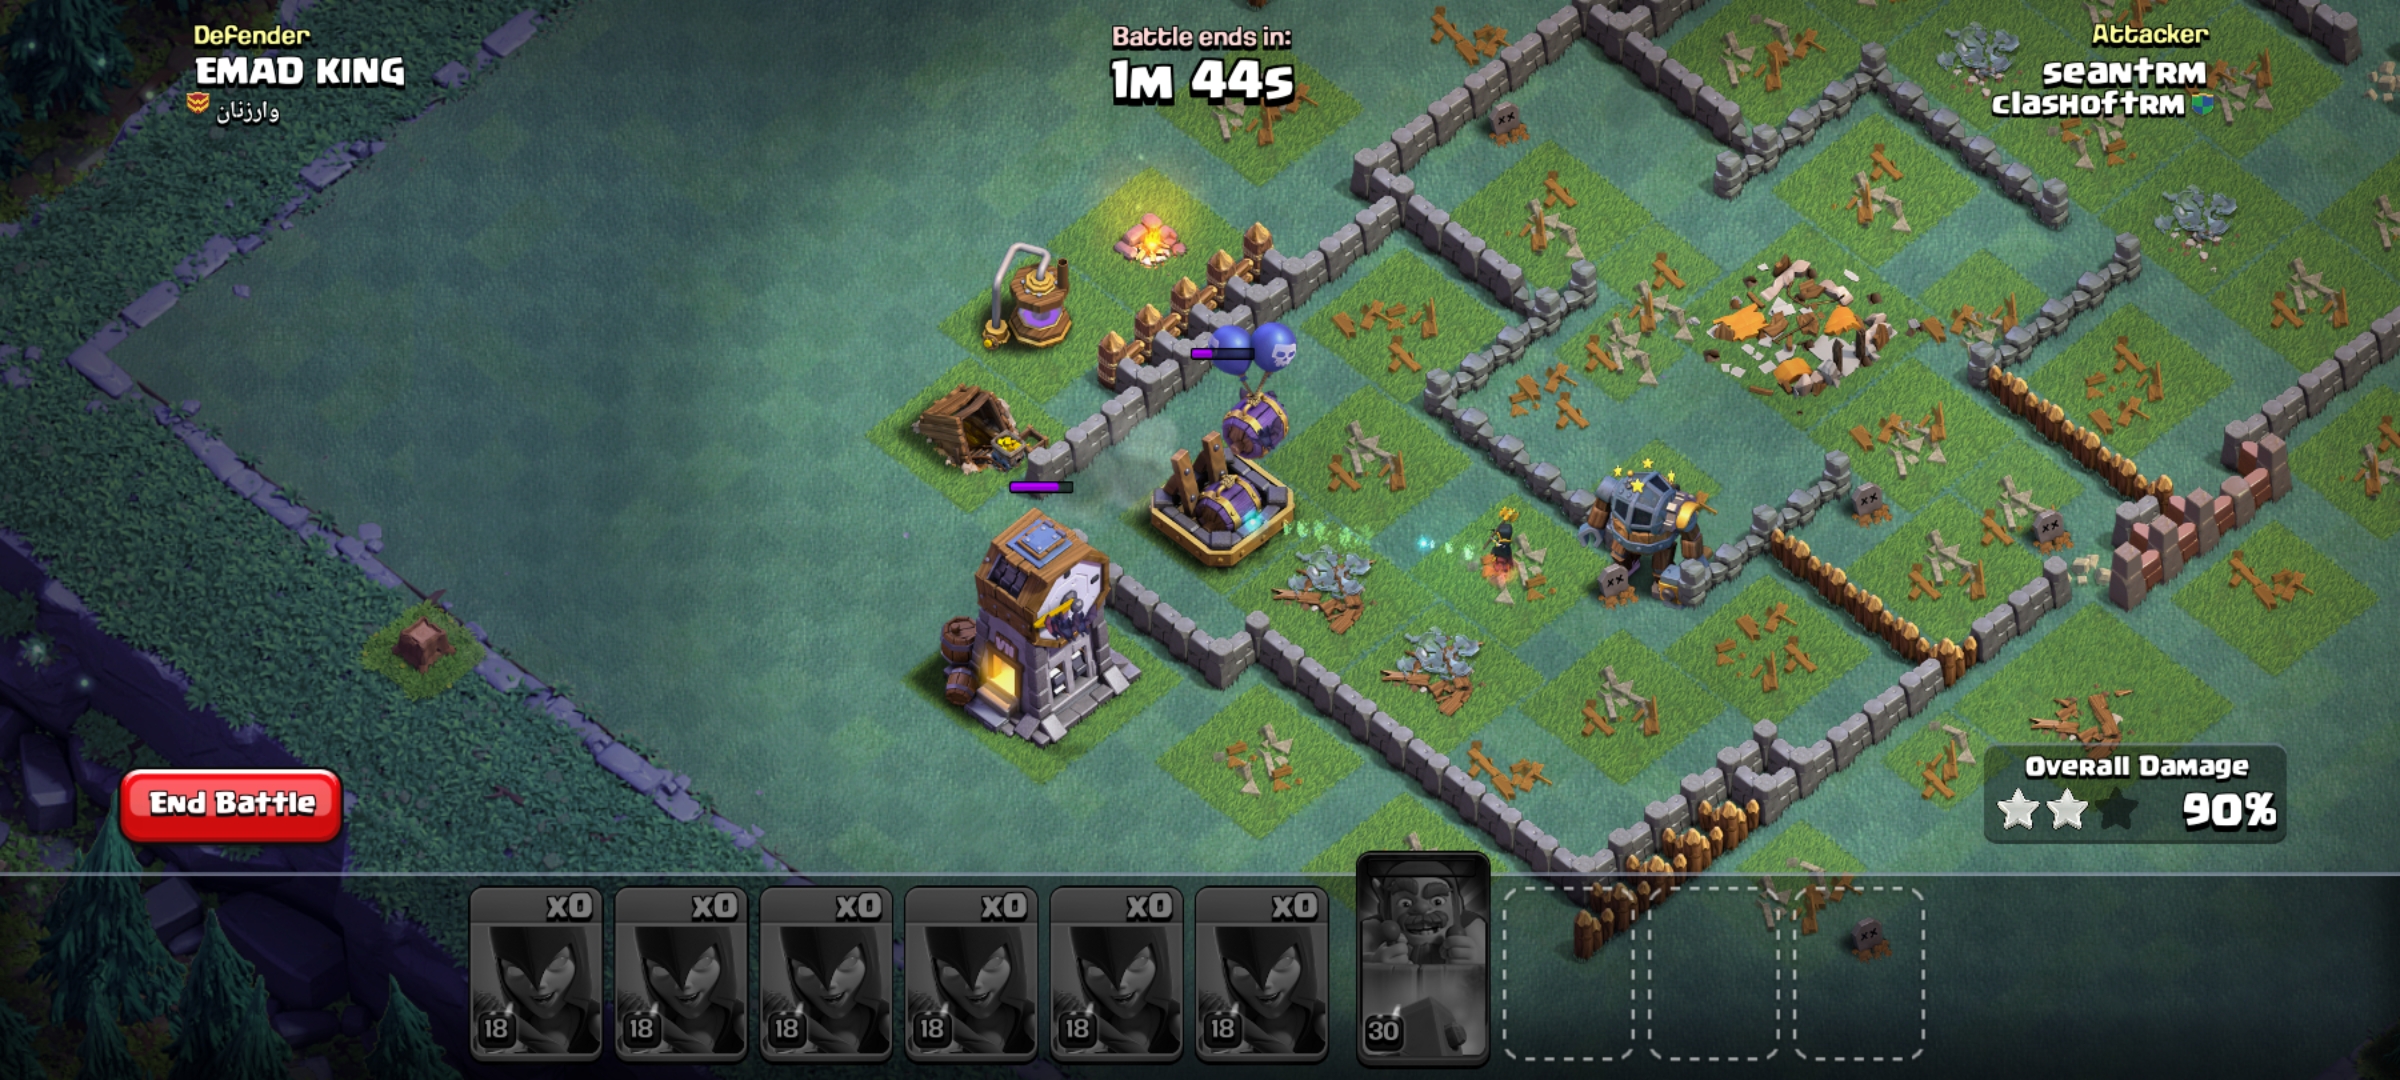 Defender
EMAD KING
وارزنان
Battle ends in:
1M 44s
Attacker
seantRM
clashoftRM
VII
End Battle
Overall Damage
90%
x0 x0 x0 x0 x0 x0
18 18 18 18 18 18 30